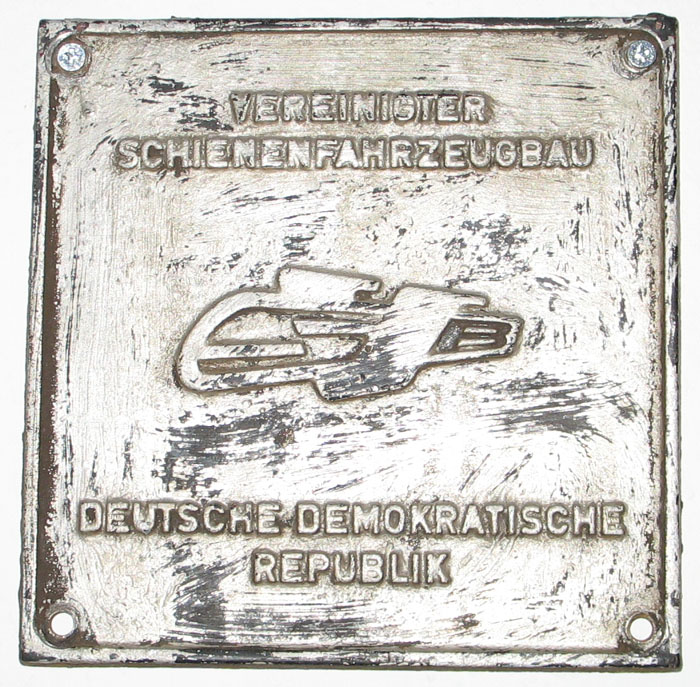 VEREINIGTER
SCHIENENFAHRZEUGBAU
DEUTSCHE DEMOKRATISCHE
REPUBLIK